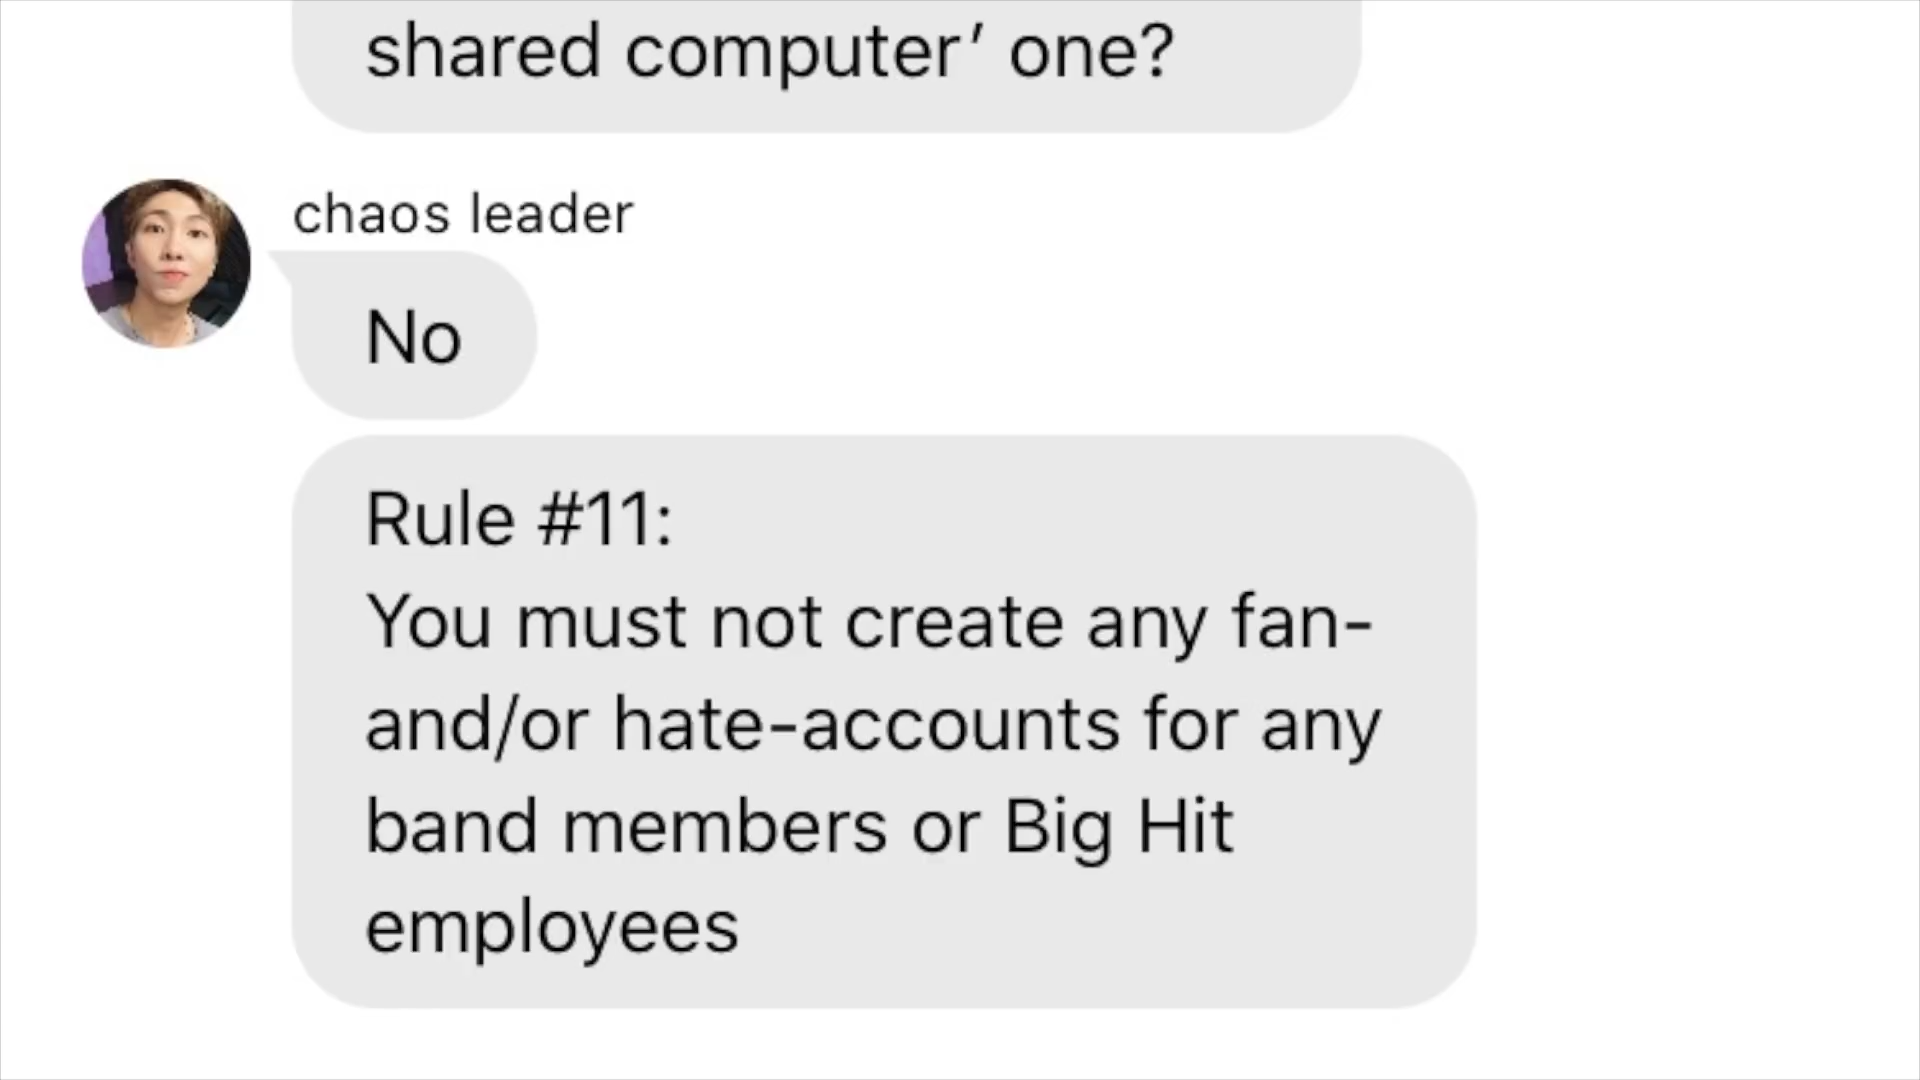 shared computer’ one?
chaos leader
No
Rule #11:
You must not create any fan-
and/or hate-accounts for any
band members or Big Hit
employees